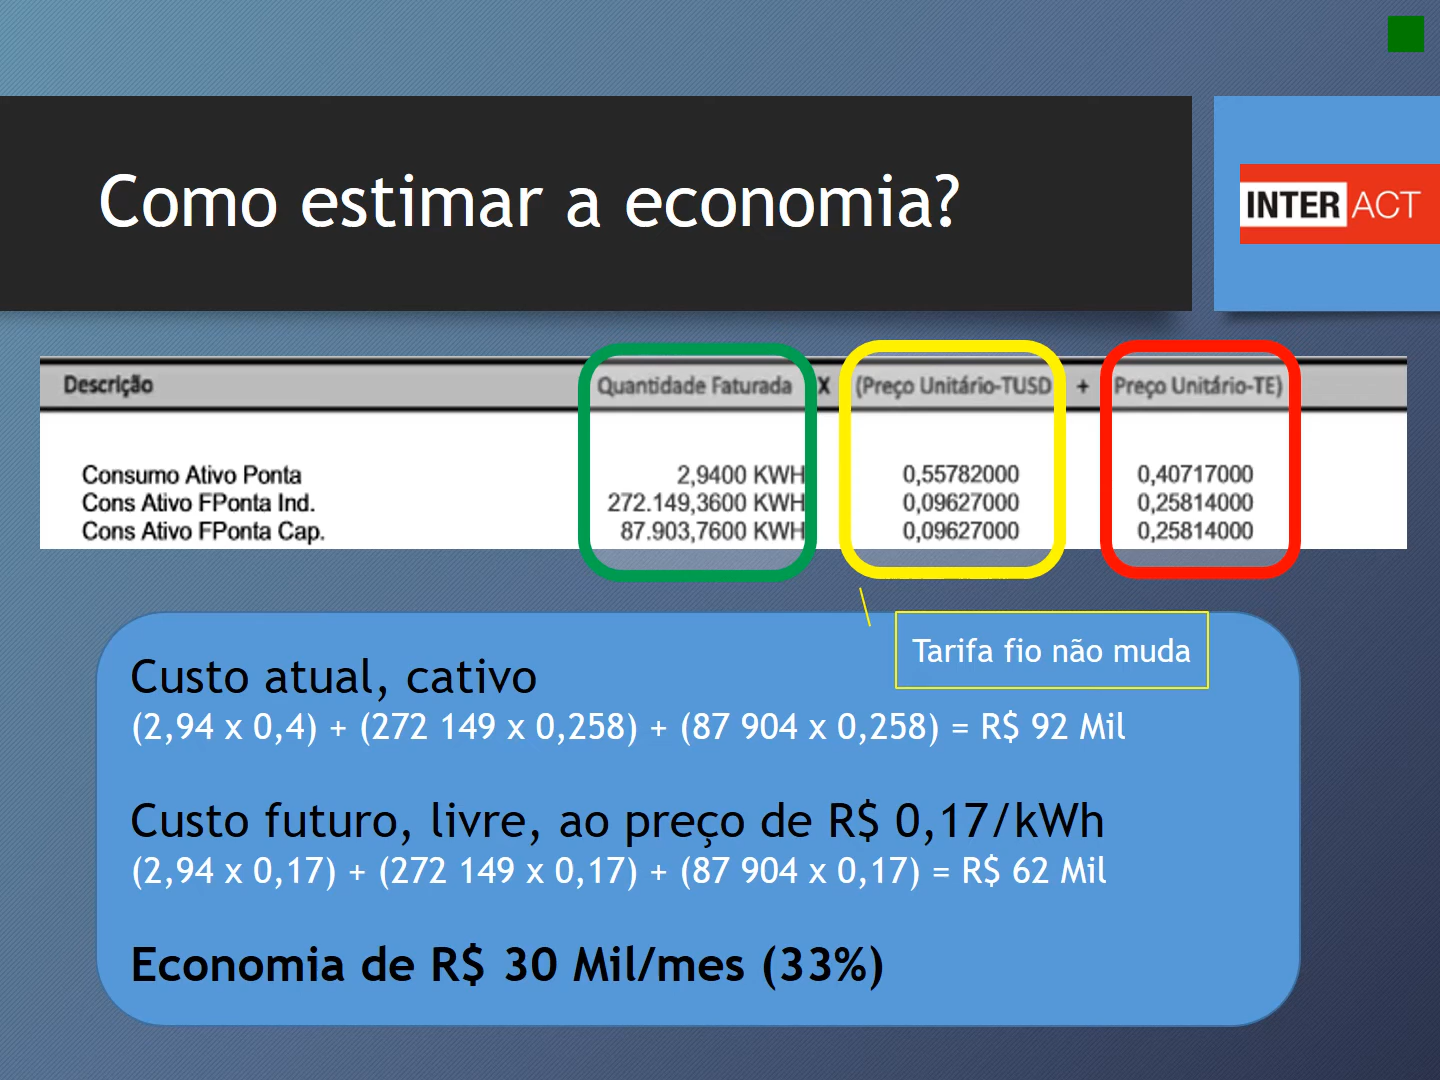 Como estimar a economia?
INTERACT
Descrição Quantidade Faturada X (Preço Unitário-TUSD + Preço Unitário-TE)
Consumo Ativo Ponta 2,9400 KWH 0,55782000 0,40717000
Cons Ativo FPonta Ind. 272.149,3600 KWH 0,09627000 0,25814000
Cons Ativo FPonta Cap. 87.903,7600 KWH 0,09627000 0,25814000
Tarifa fio não muda
Custo atual, cativo
(2,94 x 0,4) + (272 149 x 0,258) + (87 904 x 0,258) = R$ 92 Mil
Custo futuro, livre, ao preço de R$ 0,17/kWh
(2,94 x 0,17) + (272 149 x 0,17) + (87 904 x 0,17) = R$ 62 Mil
Economia de R$ 30 Mil/mes (33%)